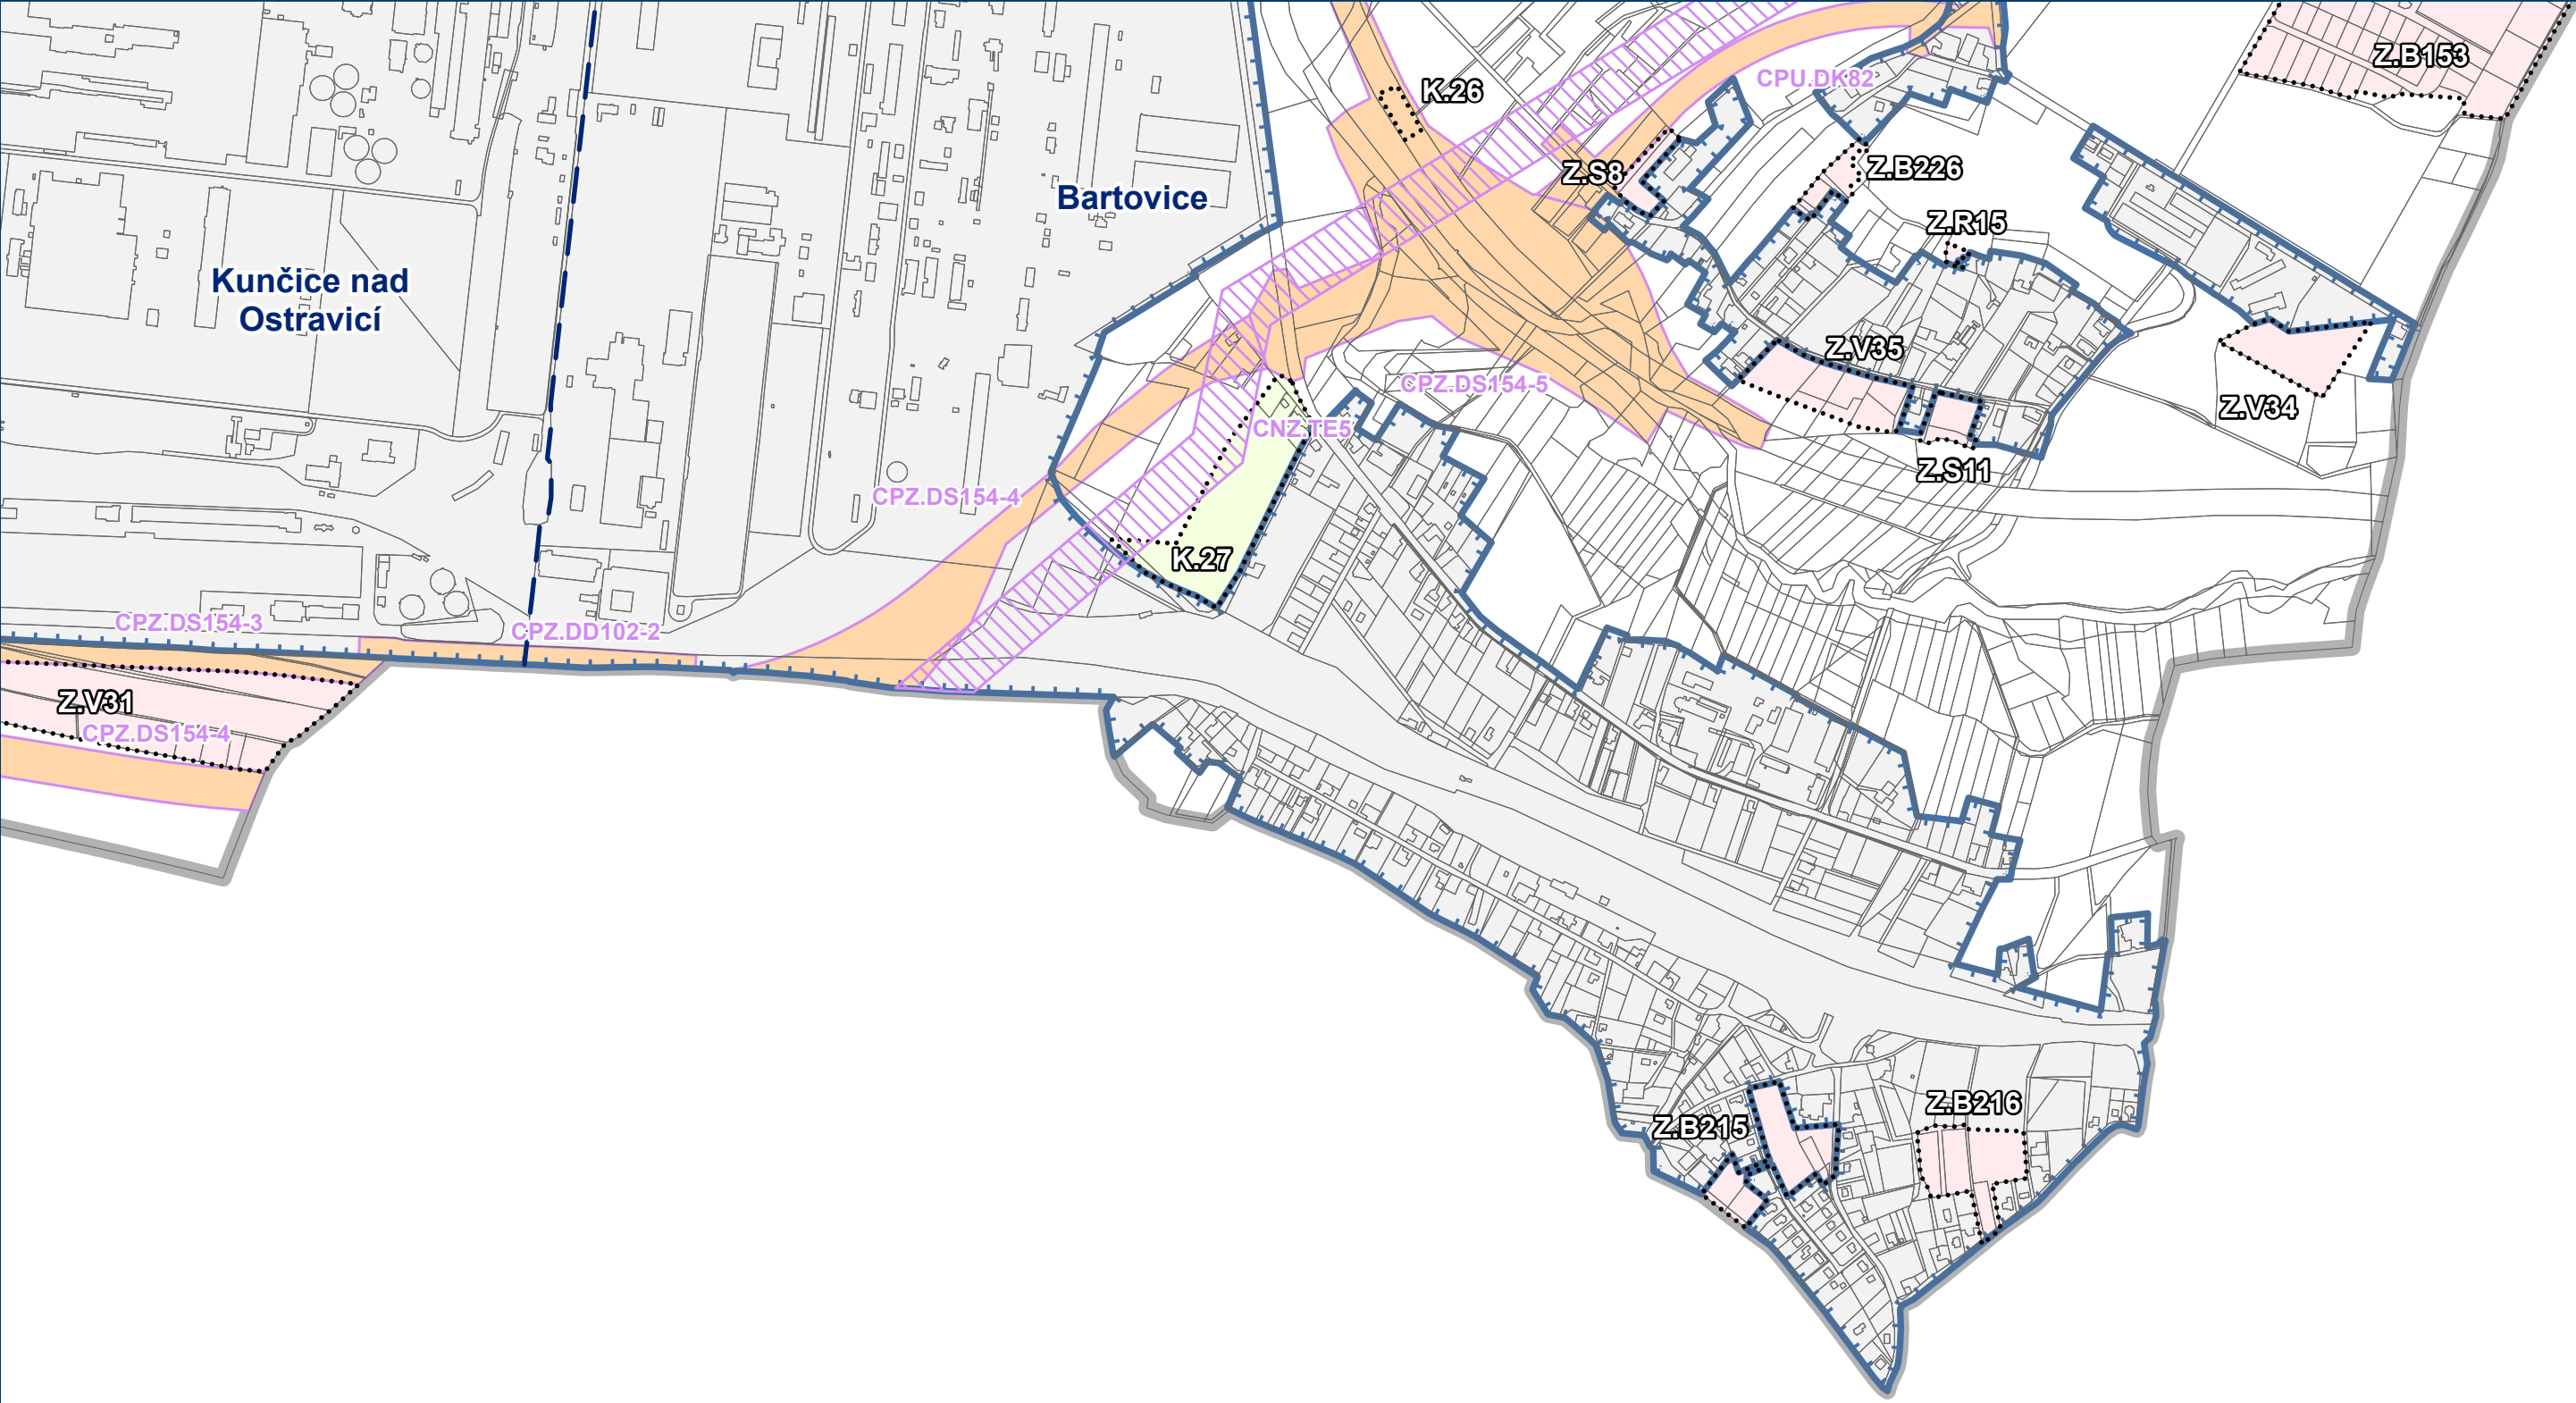 Z.B153
CPU.DK82
K.26
Z.S8
Z.B226
Bartovice
Z.R15
Kunčice nad
Ostravicí
Z.V35
CPZ.DS154-5
Z.V34
CNZ.TE5
Z.S11
CPZ.DS154-4
K.27
CPZ.DS154-3
CPZ.DD102-2
Z.V31
CPZ.DS154-4
Z.B216
Z.B215